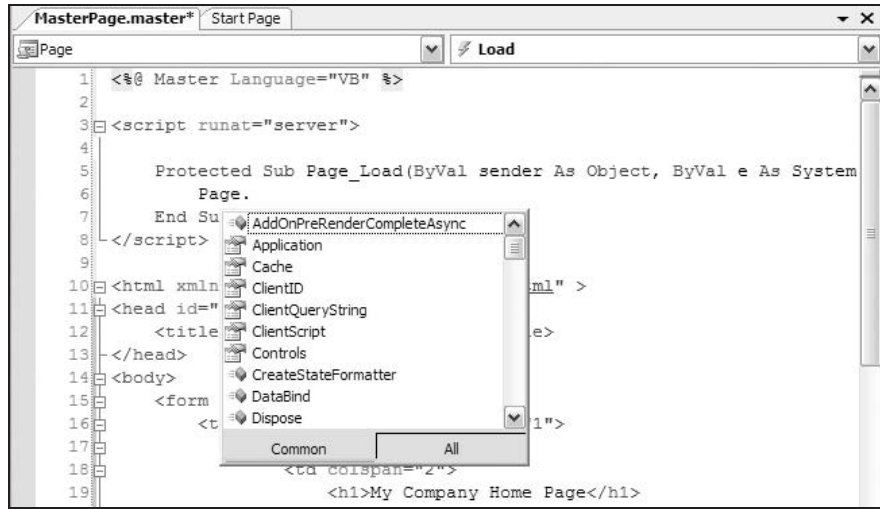 MasterPage.master* Start Page
Page Load
1 <%@ Master Language="VB" %>
2
3 <script runat="server">
4
5 Protected Sub Page_Load(ByVal sender As Object, ByVal e As System
6 Page.
7 End Su
8 </script>
9
10 <html xmln ml" >
11 <head id="
12 <title e>
13 </head>
14 <body>
15 <form
16 <t 1">
17
18 <td colspan="2">
19 <h1>My Company Home Page</h1>
AddOnPreRenderCompleteAsync
Application
Cache
ClientID
ClientQueryString
ClientScript
Controls
CreateStateFormatter
DataBind
Dispose
Common All